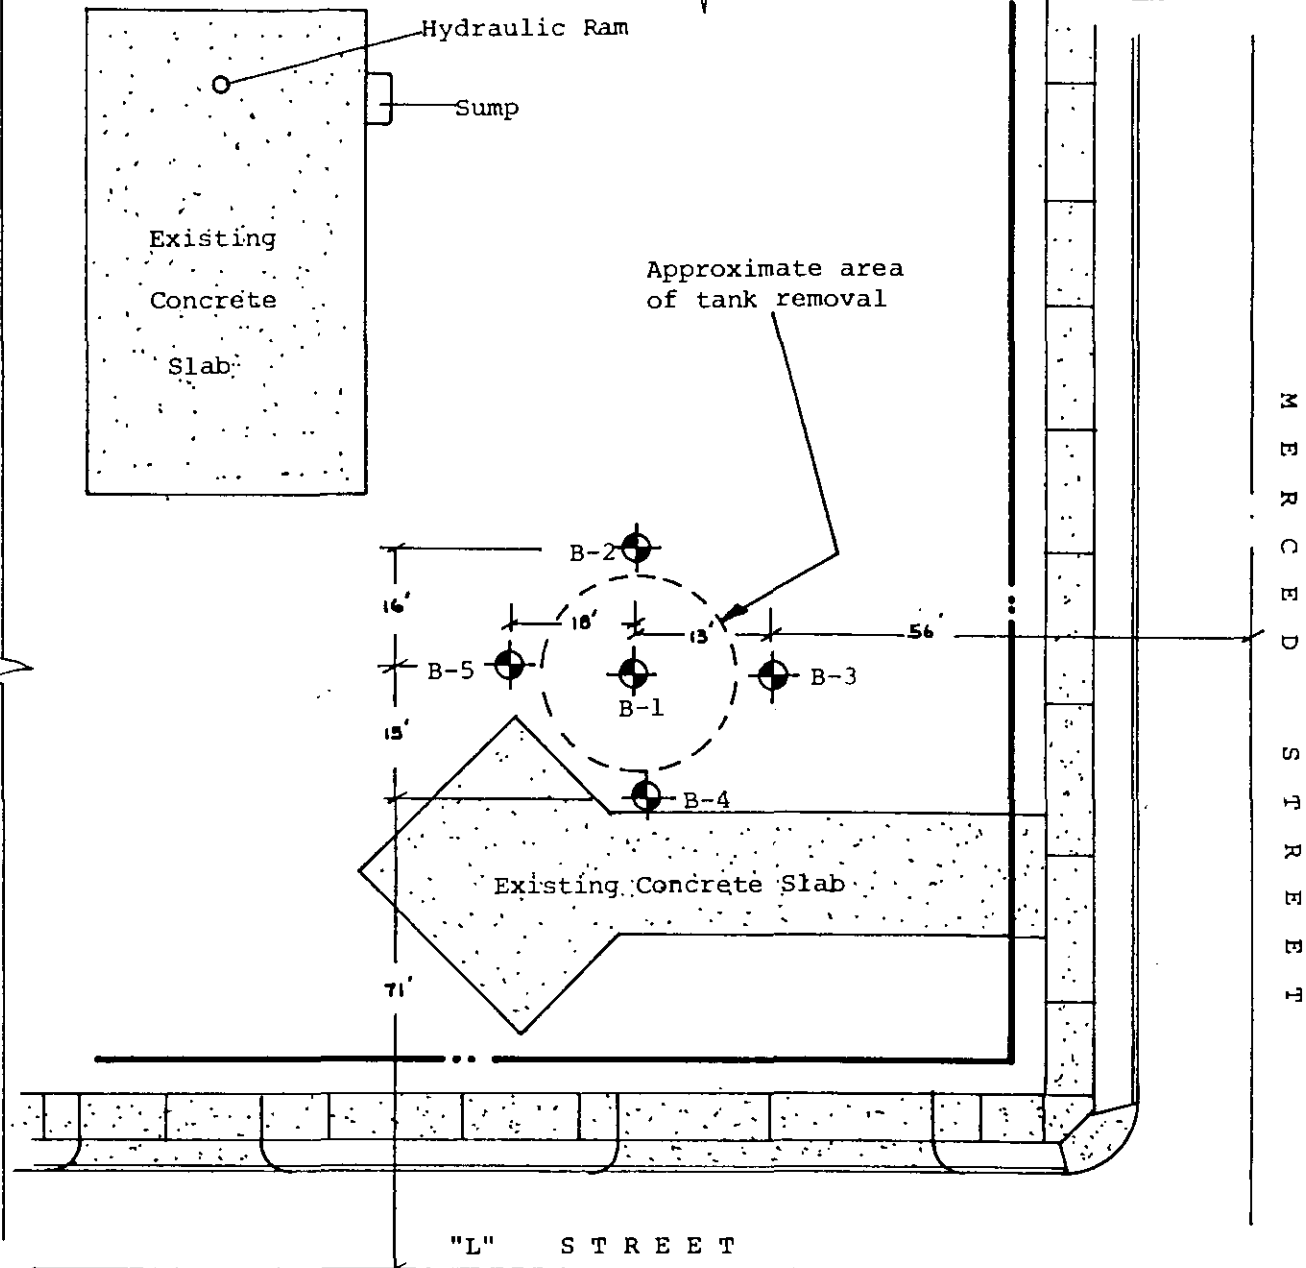 Hydraulic Ram
Sump
Existing
Concrete
Slab
Approximate area
of tank removal
B-2
16'
18'
13'
56'
B-5
B-1
B-3
15'
B-4
Existing Concrete Slab
71'
MERCED STREET
"L" STREET